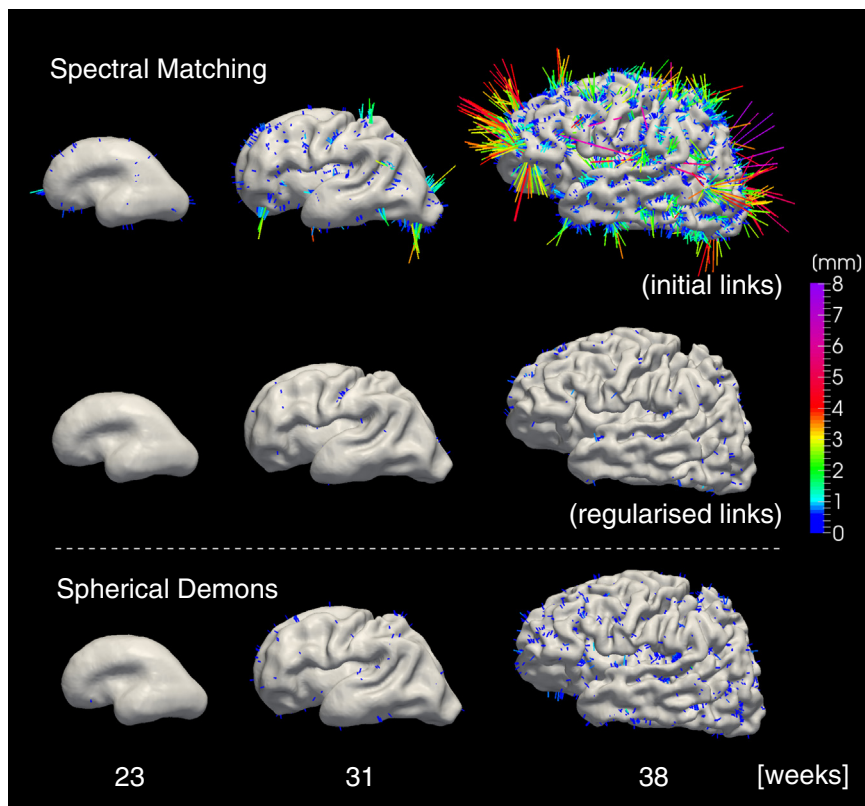 Spectral Matching
(initial links)
(mm)
8
7
6
5
4
3
2
1
0
(regularised links)
Spherical Demons
23 31 38 [weeks]